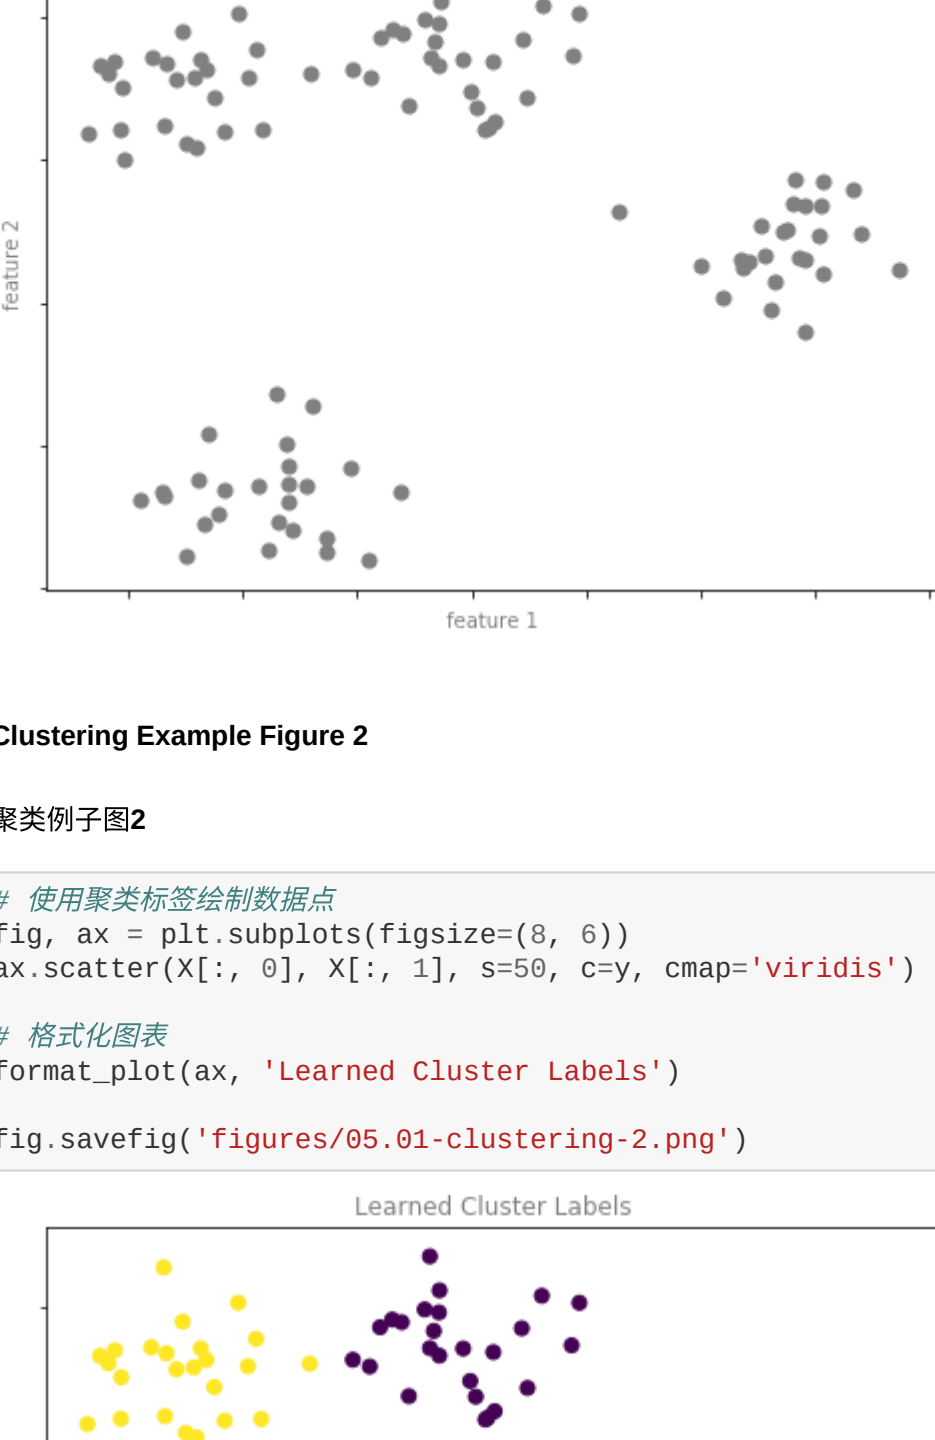 feature 2
feature 1
Clustering Example Figure 2
聚类例子图2
# 使用聚类标签绘制数据点
fig, ax = plt.subplots(figsize=(8, 6))
ax.scatter(X[:, 0], X[:, 1], s=50, c=y, cmap='viridis')
# 格式化图表
format_plot(ax, 'Learned Cluster Labels')
fig.savefig('figures/05.01-clustering-2.png')
Learned Cluster Labels